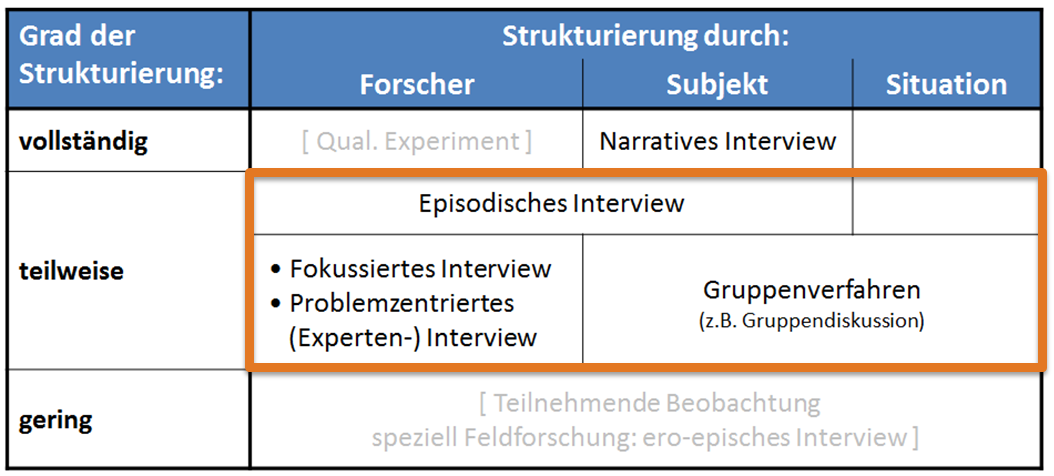 Grad der
Strukturierung:
Strukturierung durch:
Forscher
Subjekt
Situation
vollständig
[ Qual. Experiment ]
Narratives Interview
teilweise
Episodisches Interview
• Fokussiertes Interview
• Problemzentriertes
(Experten-) Interview
Gruppenverfahren
(z.B. Gruppendiskussion)
gering
[ Teilnehmende Beobachtung
speziell Feldforschung: ero-episches Interview ]